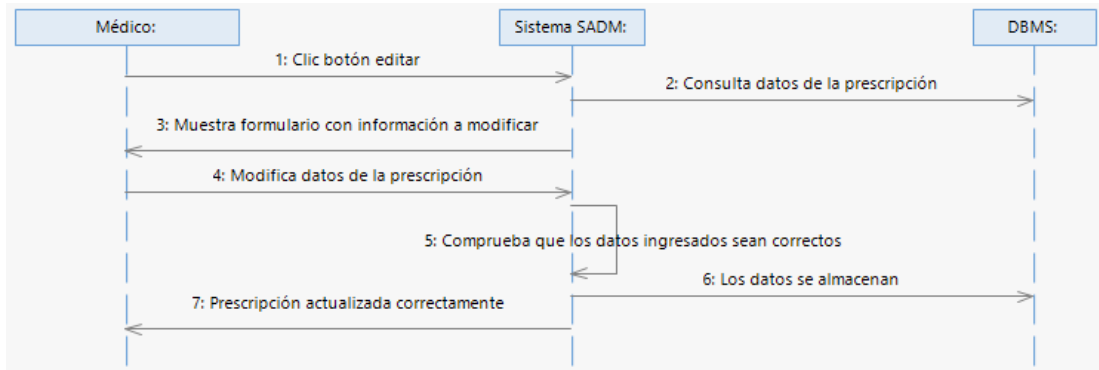 Médico:
Sistema SADM:
DBMS:
1: Clic botón editar
2: Consulta datos de la prescripción
3: Muestra formulario con información a modificar
4: Modifica datos de la prescripción
5: Comprueba que los datos ingresados sean correctos
6: Los datos se almacenan
7: Prescripción actualizada correctamente